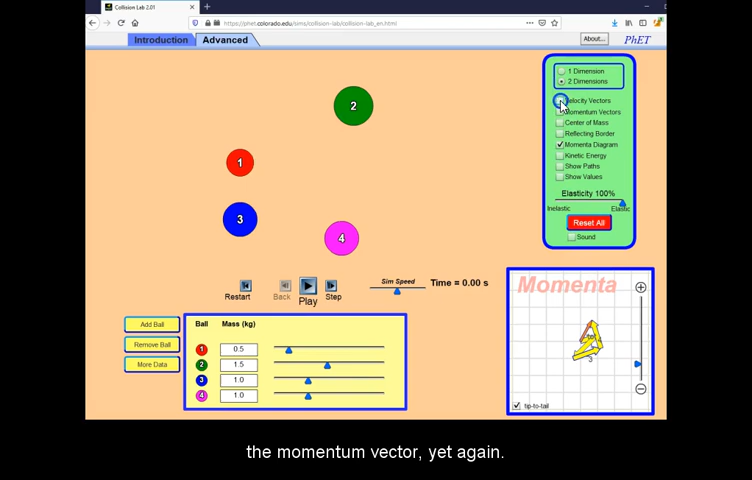 Collision Lab 2.01
https://phet.colorado.edu/sims/collision-lab/collision-lab_en.html
Introduction
Advanced
About...
PhET
1 Dimension
2 Dimensions
elocity Vectors
Momentum Vectors
Center of Mass
Reflecting Border
Momenta Diagram
Kinetic Energy
Show Paths
Show Values
Elasticity 100%
Inelastic
Elastic
Reset All
Sound
2
1
3
4
Restart
Back
Play
Step
Sim Speed
Time = 0.00 s
Add Ball
Remove Ball
More Data
Ball
Mass (kg)
1
0.5
2
1.5
3
1.0
4
1.0
Momenta
3
tip-to-tail
the momentum vector, yet again.